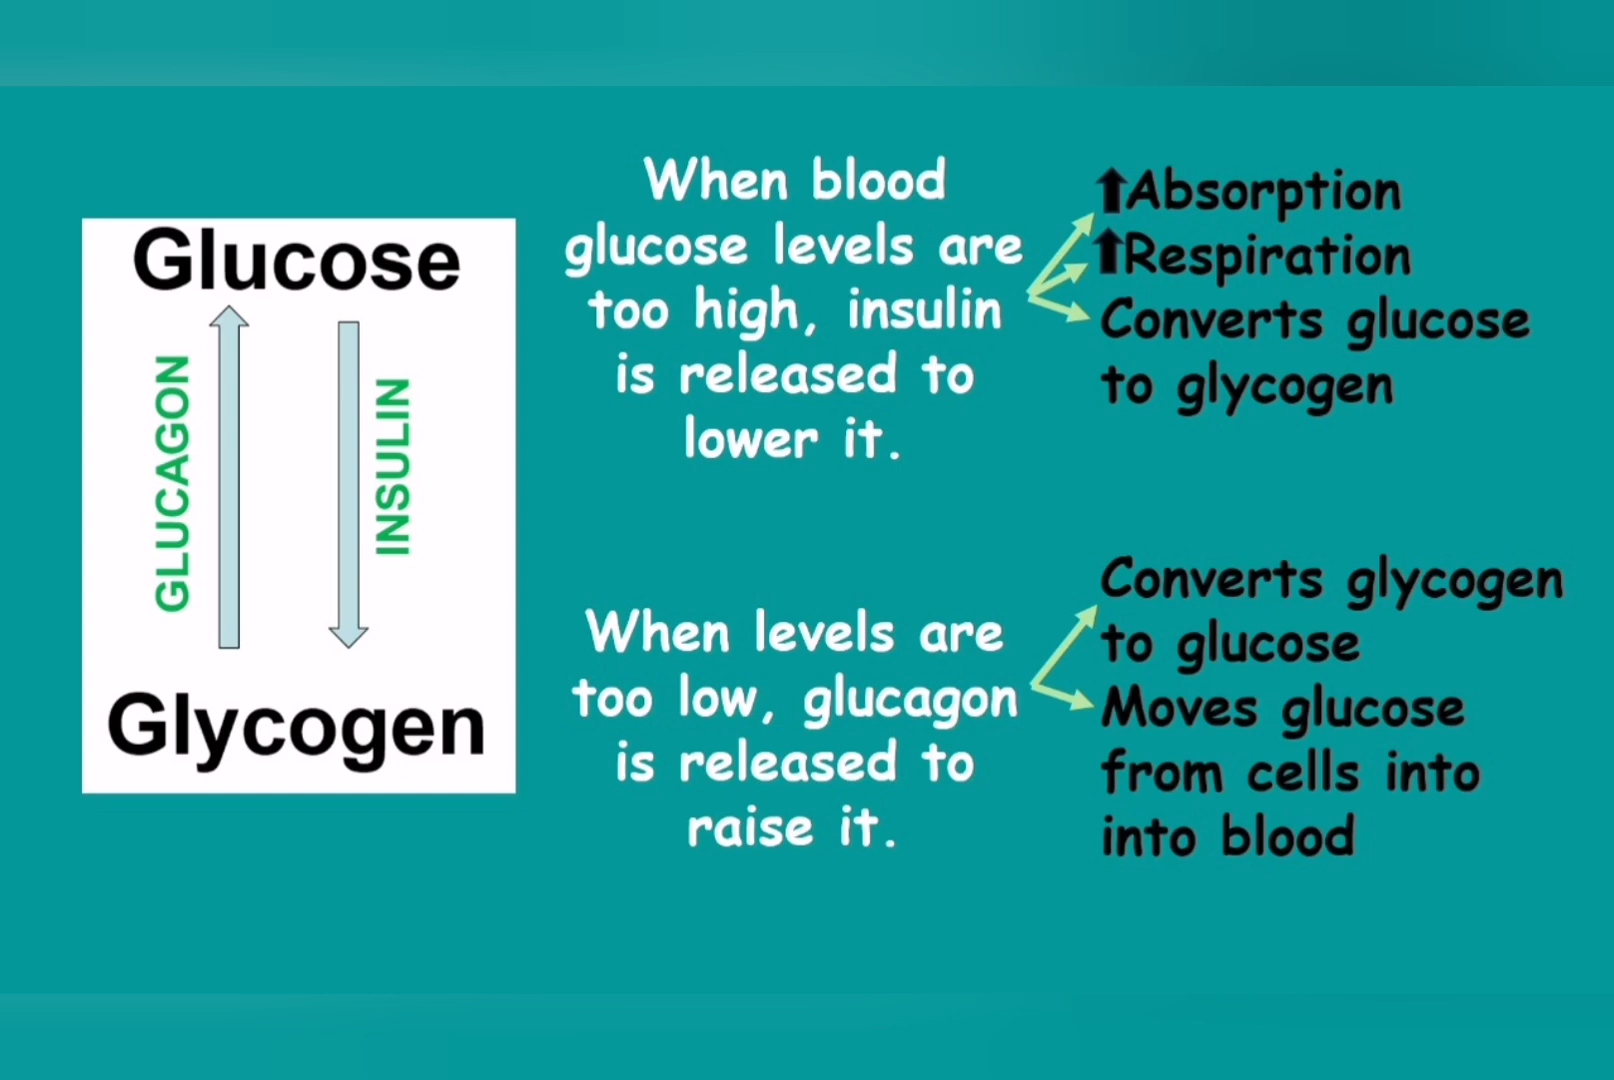 Glucose
GLUCAGON
INSULIN
Glycogen
When blood
glucose levels are
too high, insulin
is released to
lower it.
⬆Absorption
⬆Respiration
Converts glucose
to glycogen
When levels are
too low, glucagon
is released to
raise it.
Converts glycogen
to glucose
Moves glucose
from cells into
into blood